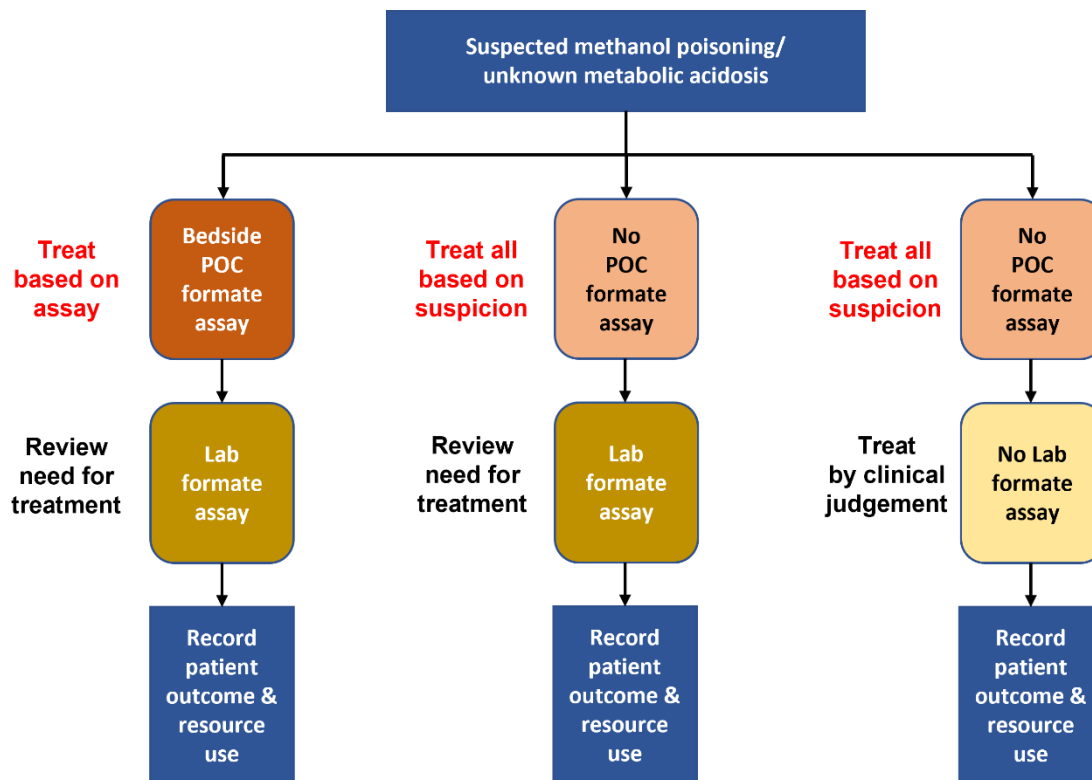 Suspected methanol poisoning/
unknown metabolic acidosis
Treat
based on
assay
Bedside
POC
formate
assay
Treat all
based on
suspicion
No
POC
formate
assay
Treat all
based on
suspicion
No
POC
formate
assay
Review
need for
treatment
Lab
formate
assay
Review
need for
treatment
Lab
formate
assay
Treat
by clinical
judgement
No Lab
formate
assay
Record
patient
outcome &
resource
use
Record
patient
outcome &
resource
use
Record
patient
outcome &
resource
use